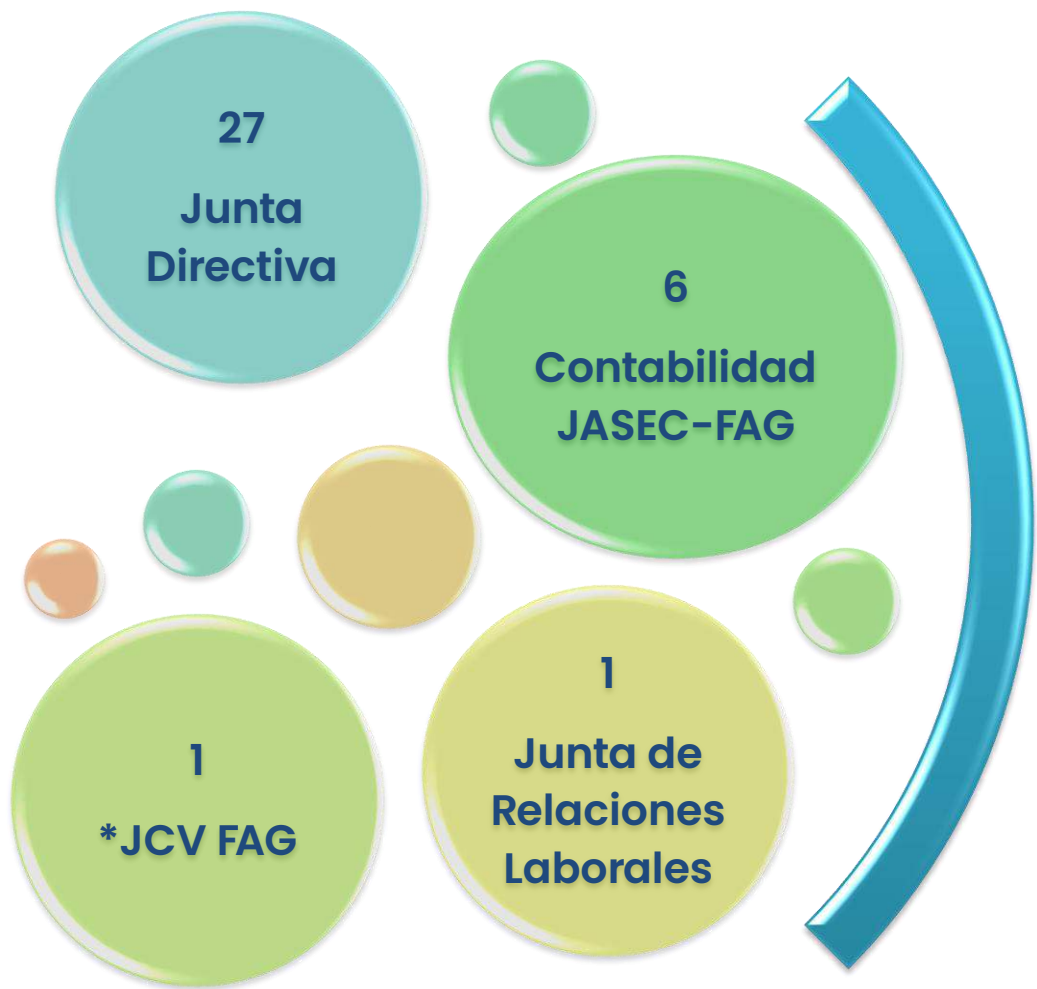 27
Junta
Directiva
6
Contabilidad
JASEC-FAG
1
*JCV FAG
1
Junta de
Relaciones
Laborales